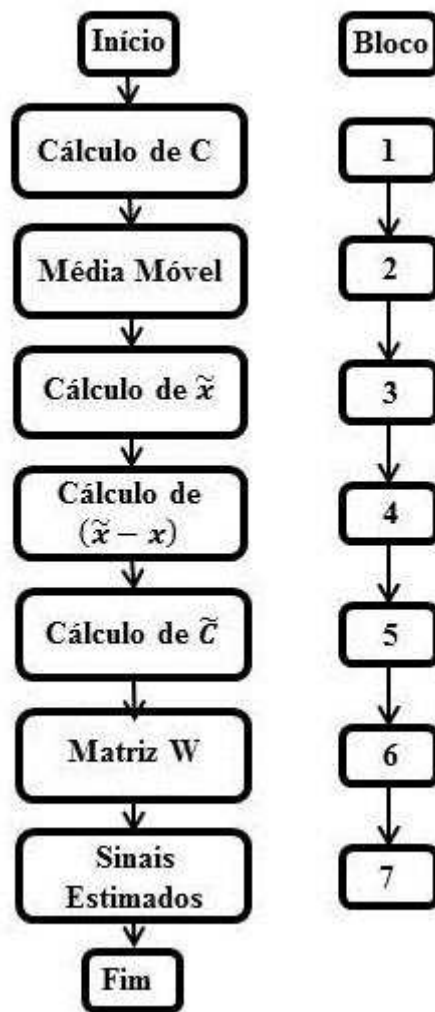 Início
Cálculo de C
Média Móvel
Cálculo de x̃
Cálculo de
(x̃ − x)
Cálculo de C̃
Matriz W
Sinais
Estimados
Fim
Bloco
1
2
3
4
5
6
7